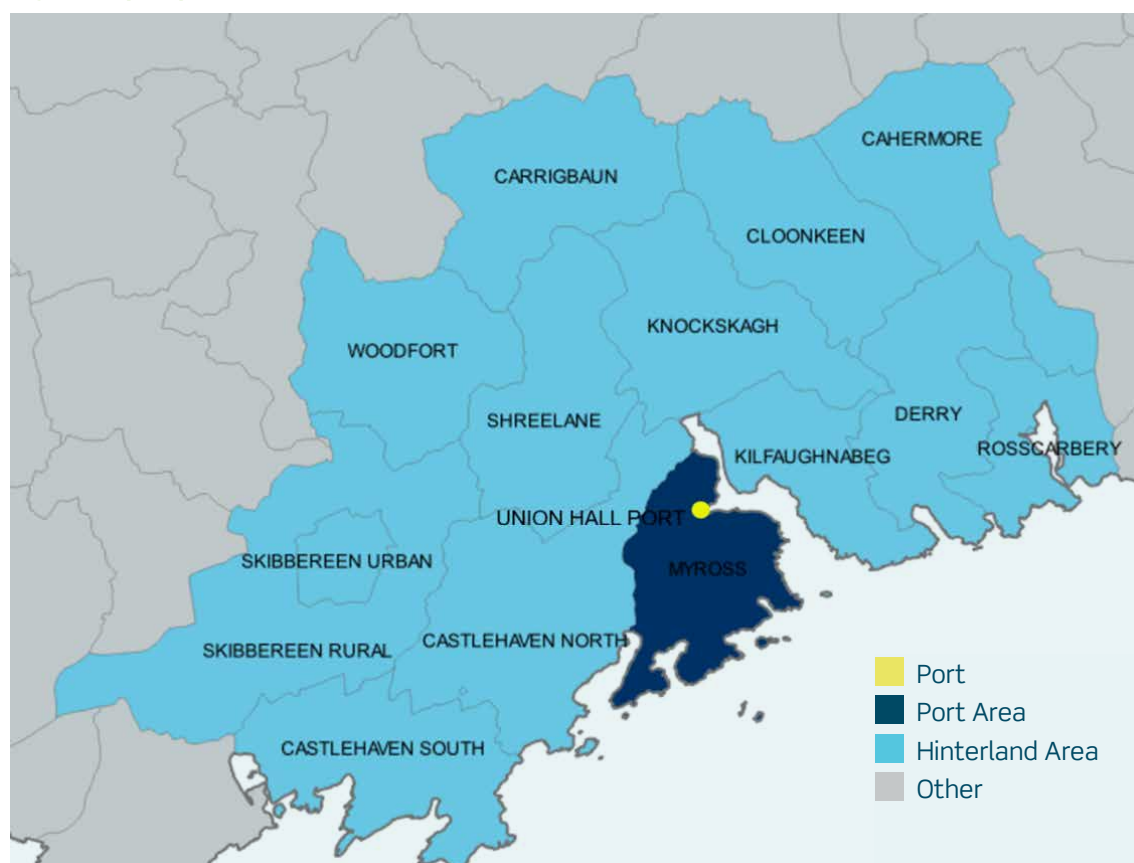 CAHERMORE
CARRIGBAUN
CLOONKEEN
KNOCKSKAGH
WOODFORT
SHREELANE
DERRY
ROSSCARBERY
KILFAUGHNABEG
UNION HALL PORT
SKIBBEREEN URBAN
MYROSS
CASTLEHAVEN NORTH
SKIBBEREEN RURAL
CASTLEHAVEN SOUTH
Port
Port Area
Hinterland Area
Other